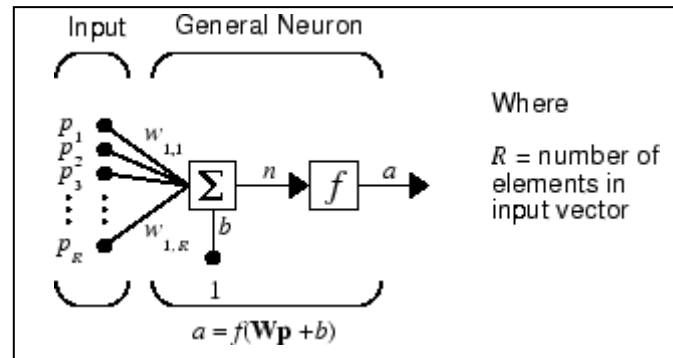 Input General Neuron
p1
p2
p3
pR
w1,1
w1,R
Σ
n
f
a
b
1
a = f(Wp +b)
Where
R = number of
elements in
input vector